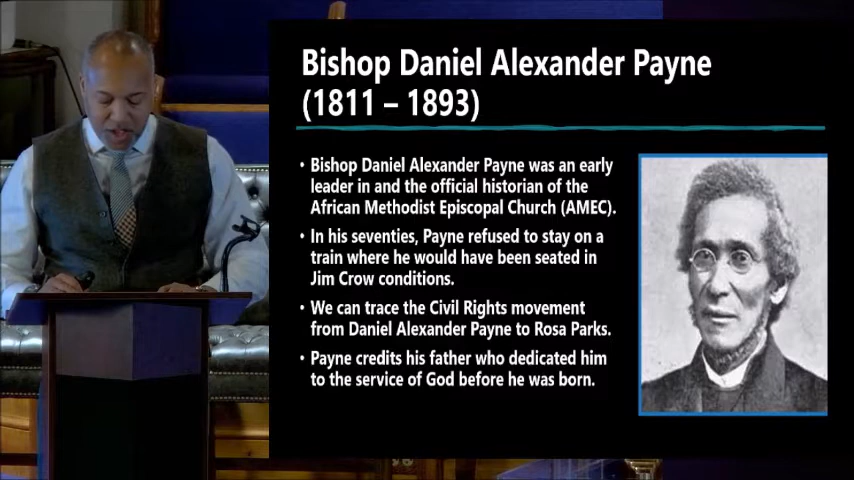 Bishop Daniel Alexander Payne
(1811 – 1893)
• Bishop Daniel Alexander Payne was an early
leader in and the official historian of the
African Methodist Episcopal Church (AMEC).
• In his seventies, Payne refused to stay on a
train where he would have been seated in
Jim Crow conditions.
• We can trace the Civil Rights movement
from Daniel Alexander Payne to Rosa Parks.
• Payne credits his father who dedicated him
to the service of God before he was born.